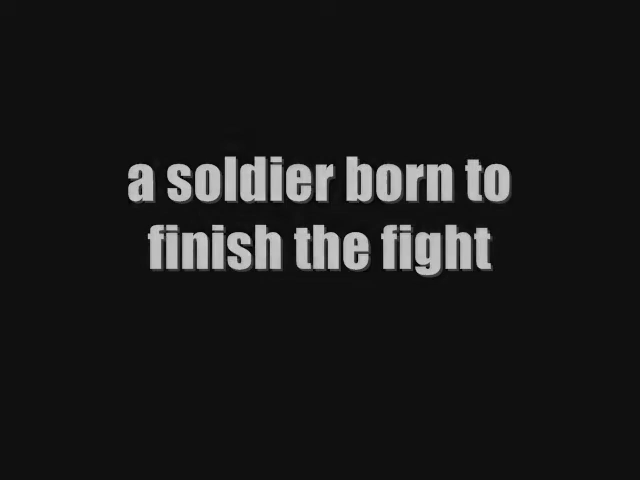 a soldier born to
finish the fight